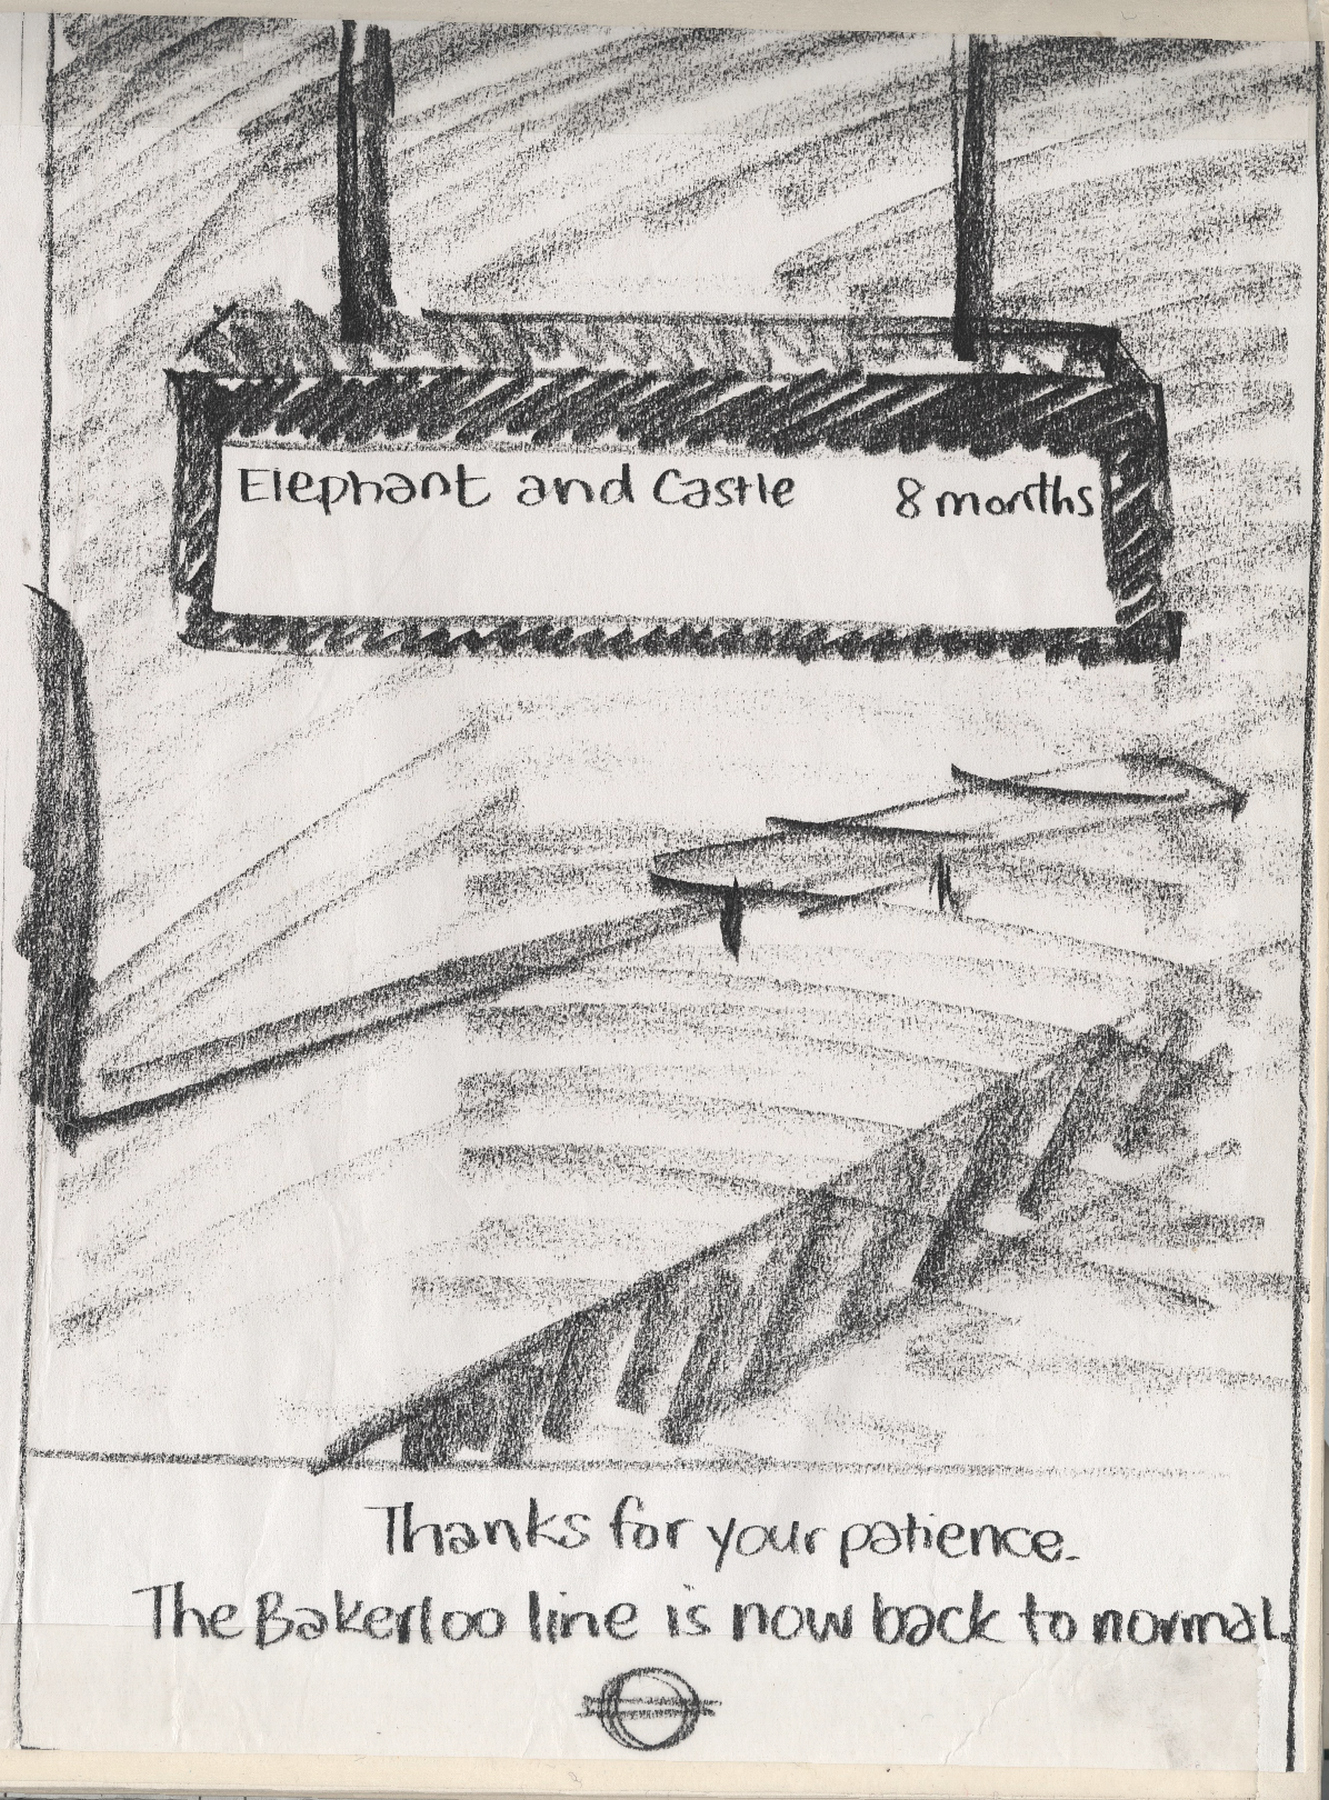 Elephant and Castle 8 months
Thanks for your patience.
The Bakerloo line is now back to normal.